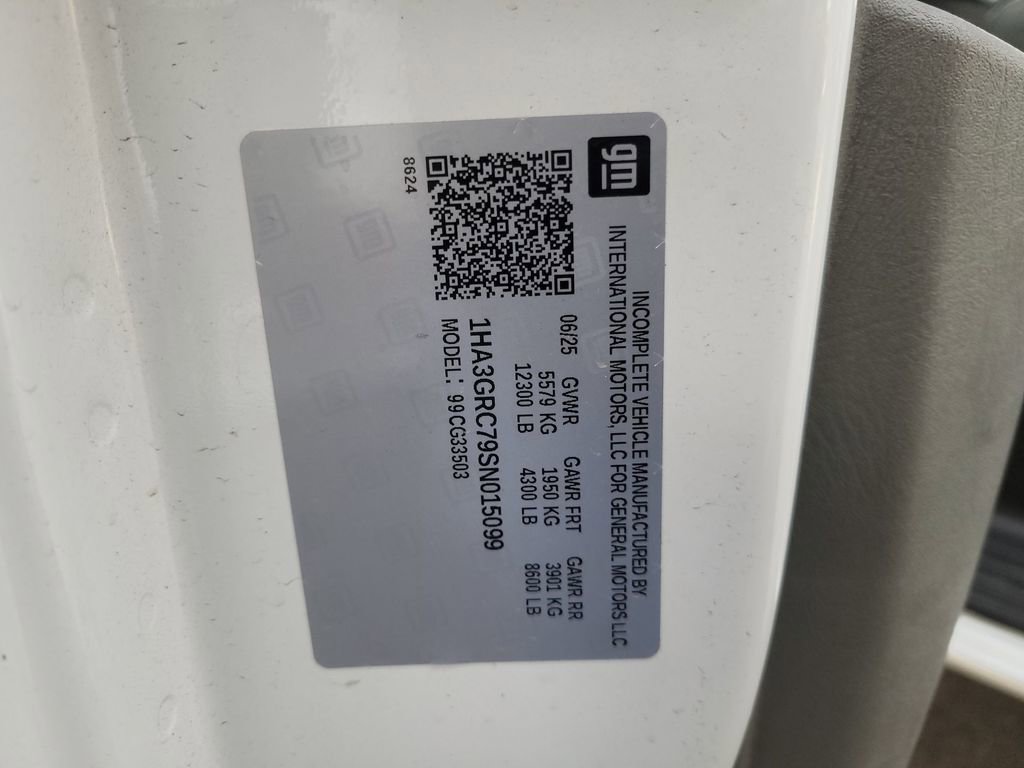 gm
INCOMPLETE VEHICLE MANUFACTURED BY
INTERNATIONAL MOTORS, LLC FOR GENERAL MOTORS LLC
06/25 GVWR GAWR FRT GAWR RR
5579 KG 1950 KG 3901 KG
12300 LB 4300 LB 8600 LB
1HA3GRC79SN015099
MODEL: 99CG33503
8624